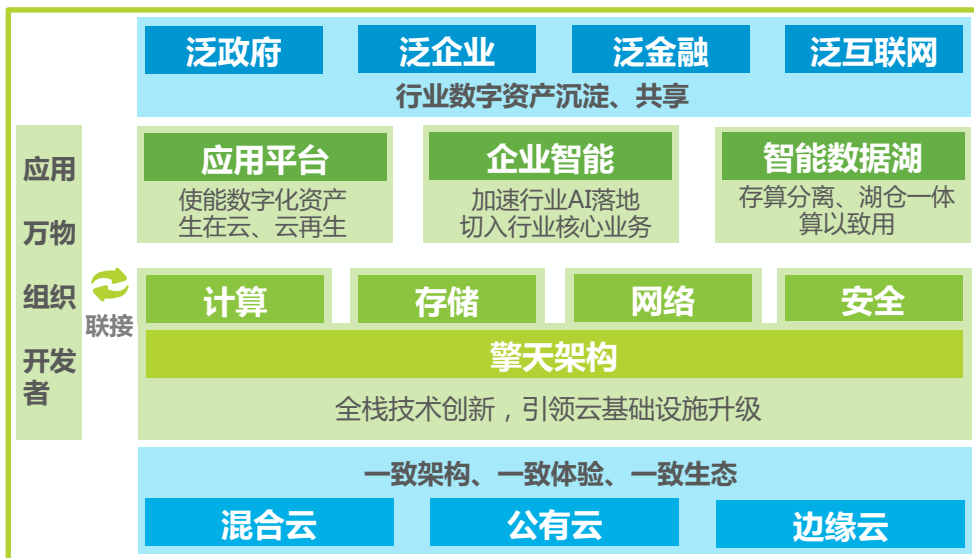 泛政府
泛企业
泛金融
泛互联网
行业数字资产沉淀、共享
应用
万物
组织
开发
者
联接
应用平台
使能数字化资产
生在云、云再生
企业智能
加速行业AI落地
切入行业核心业务
智能数据湖
存算分离、湖仓一体
算以致用
计算
存储
网络
安全
擎天架构
全栈技术创新，引领云基础设施升级
一致架构、一致体验、一致生态
混合云
公有云
边缘云